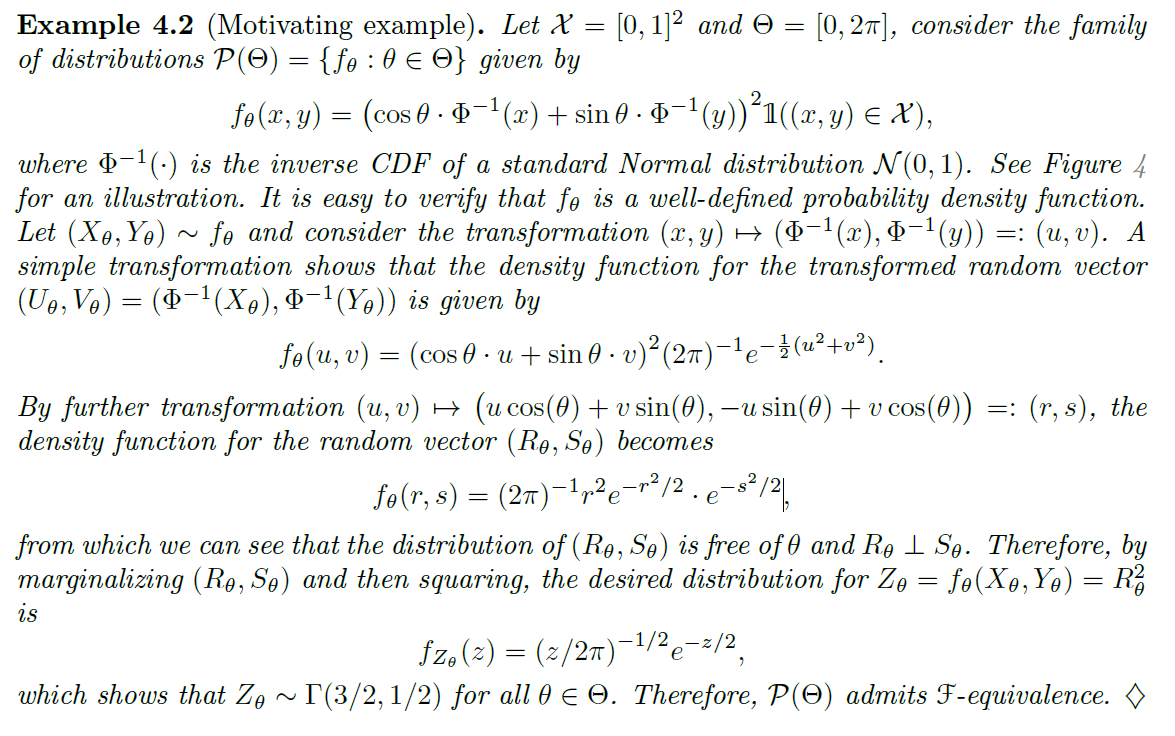 Example 4.2 (Motivating example). Let 𝒳 = [0, 1]² and Θ = [0, 2π], consider the family
of distributions 𝒫(Θ) = {f_θ : θ ∈ Θ} given by
f_θ(x, y) = (cos θ · Φ⁻¹(x) + sin θ · Φ⁻¹(y))² 𝟙((x, y) ∈ 𝒳),
where Φ⁻¹(·) is the inverse CDF of a standard Normal distribution 𝒩(0, 1). See Figure 4
for an illustration. It is easy to verify that f_θ is a well-defined probability density function.
Let (X_θ, Y_θ) ∼ f_θ and consider the transformation (x, y) ↦ (Φ⁻¹(x), Φ⁻¹(y)) =: (u, v). A
simple transformation shows that the density function for the transformed random vector
(U_θ, V_θ) = (Φ⁻¹(X_θ), Φ⁻¹(Y_θ)) is given by
f_θ(u, v) = (cos θ · u + sin θ · v)² (2π)⁻¹ e^{−½(u²+v²)}.
By further transformation (u, v) ↦ (u cos(θ) + v sin(θ), −u sin(θ) + v cos(θ)) =: (r, s), the
density function for the random vector (R_θ, S_θ) becomes
f_θ(r, s) = (2π)⁻¹ r² e^{−r²/2} · e^{−s²/2},
from which we can see that the distribution of (R_θ, S_θ) is free of θ and R_θ ⊥ S_θ. Therefore, by
marginalizing (R_θ, S_θ) and then squaring, the desired distribution for Z_θ = f_θ(X_θ, Y_θ) = R_θ²
is
f_{Z_θ}(z) = (z/2π)^{−1/2} e^{−z/2},
which shows that Z_θ ∼ Γ(3/2, 1/2) for all θ ∈ Θ. Therefore, 𝒫(Θ) admits ℱ-equivalence. ♢